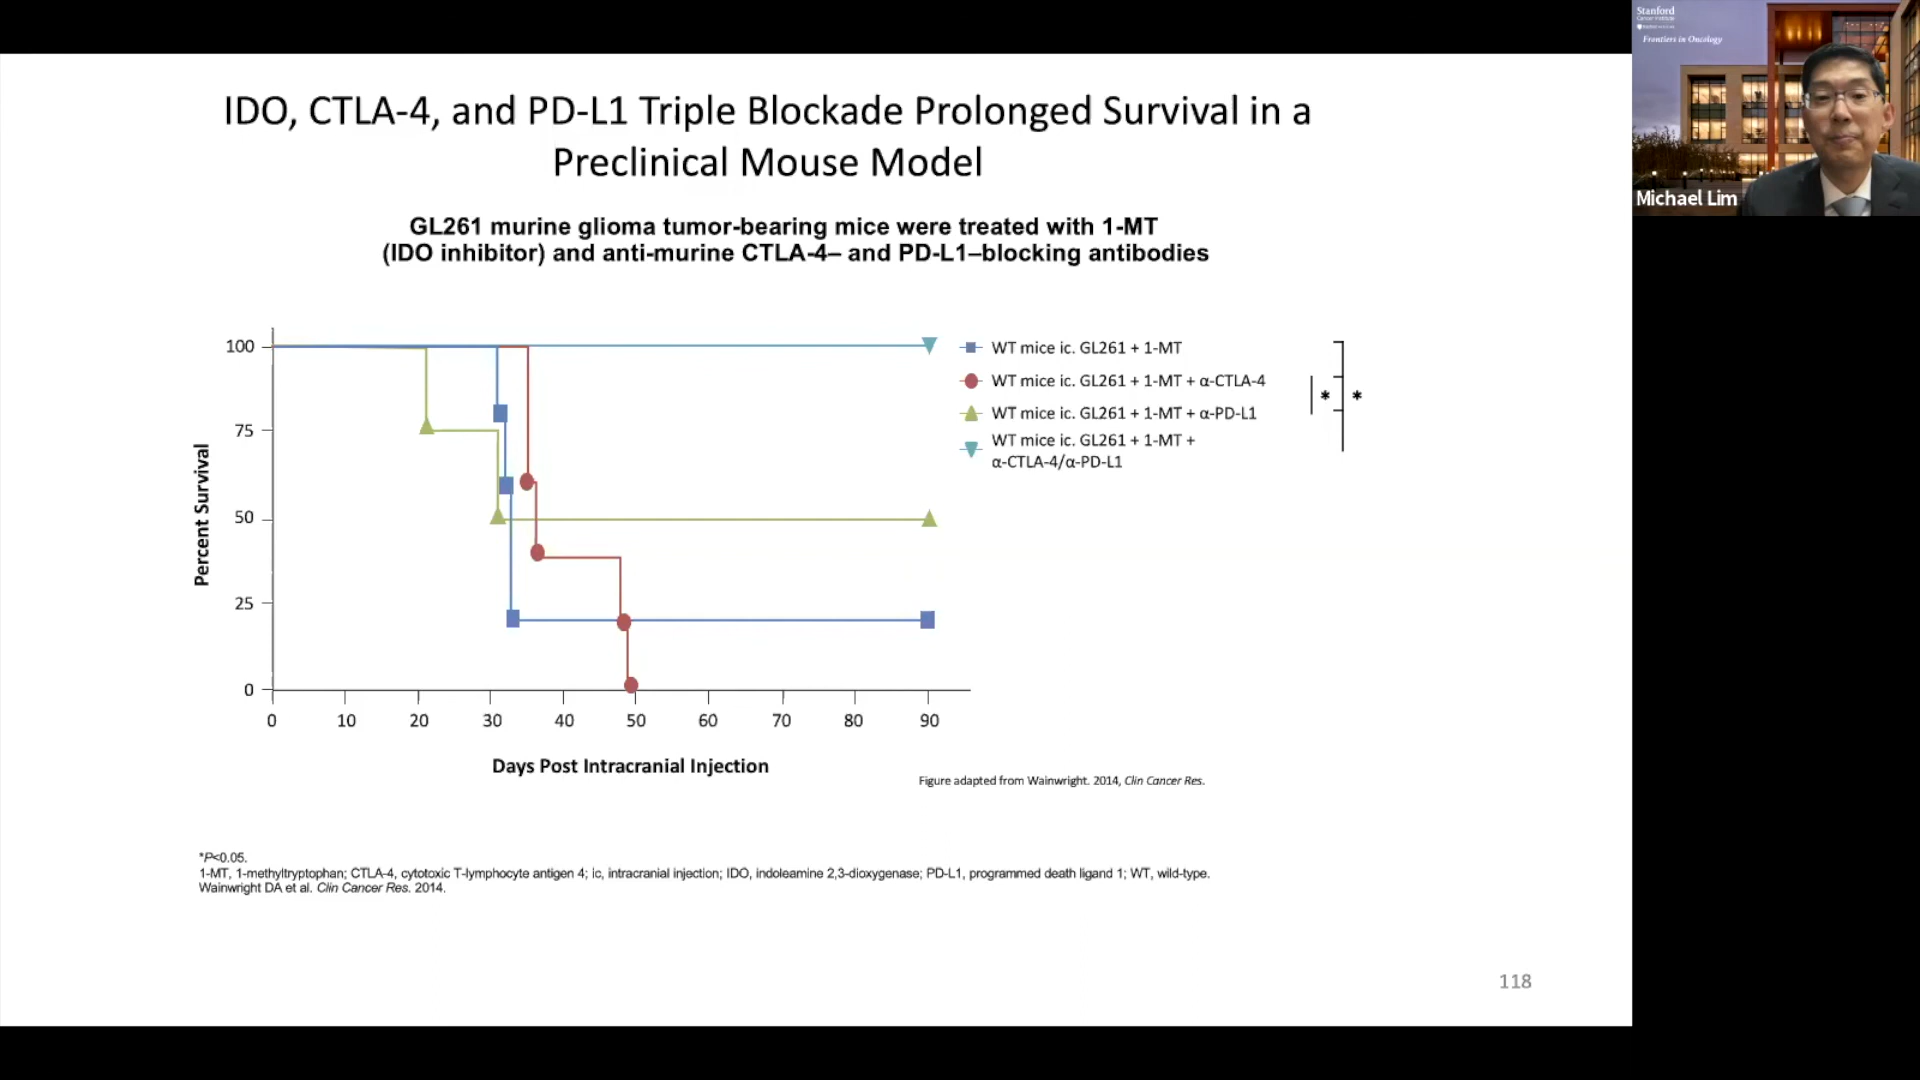 IDO, CTLA-4, and PD-L1 Triple Blockade Prolonged Survival in a
Preclinical Mouse Model
GL261 murine glioma tumor-bearing mice were treated with 1-MT
(IDO inhibitor) and anti-murine CTLA-4– and PD-L1–blocking antibodies
Percent Survival
100
75
50
25
0
0 10 20 30 40 50 60 70 80 90
Days Post Intracranial Injection
WT mice ic. GL261 + 1-MT
WT mice ic. GL261 + 1-MT + α-CTLA-4
WT mice ic. GL261 + 1-MT + α-PD-L1
WT mice ic. GL261 + 1-MT +
α-CTLA-4/α-PD-L1
* *
Figure adapted from Wainwright. 2014, Clin Cancer Res.
*P<0.05.
1-MT, 1-methyltryptophan; CTLA-4, cytotoxic T-lymphocyte antigen 4; ic, intracranial injection; IDO, indoleamine 2,3-dioxygenase; PD-L1, programmed death ligand 1; WT, wild-type.
Wainwright DA et al. Clin Cancer Res. 2014.
118
Stanford
Frontiers in Oncology
Michael Lim